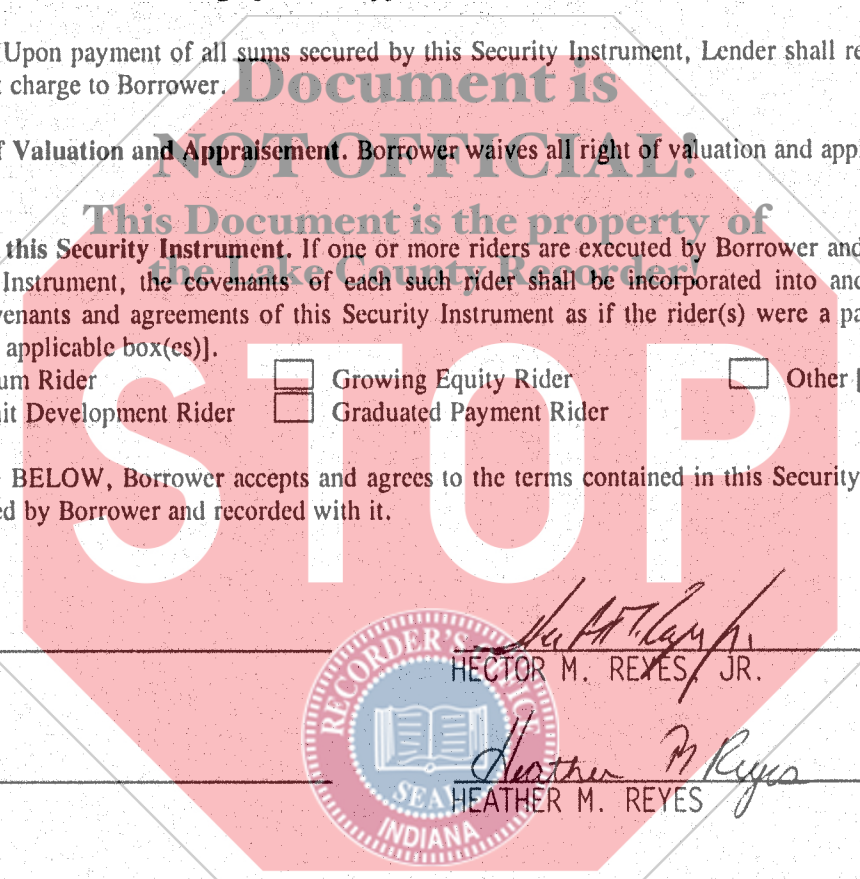 Upon payment of all sums secured by this Security Instrument, Lender shall re
charge to Borrower.
Document is
NOT OFFICIAL!
f Valuation and Appraisement. Borrower waives all right of valuation and app
This Document is the property of
the Lake County Recorder!
this Security Instrument. If one or more riders are executed by Borrower and
Instrument, the covenants of each such rider shall be incorporated into and
venants and agreements of this Security Instrument as if the rider(s) were a pa
applicable box(es)].
um Rider
Growing Equity Rider
Other [
nit Development Rider
Graduated Payment Rider
STOP
BELOW, Borrower accepts and agrees to the terms contained in this Security
ed by Borrower and recorded with it.
HECTOR M. REYES, JR.
RECORDER'S OFFICE
SEAL
INDIANA
Heather M Reyes
HEATHER M. REYES